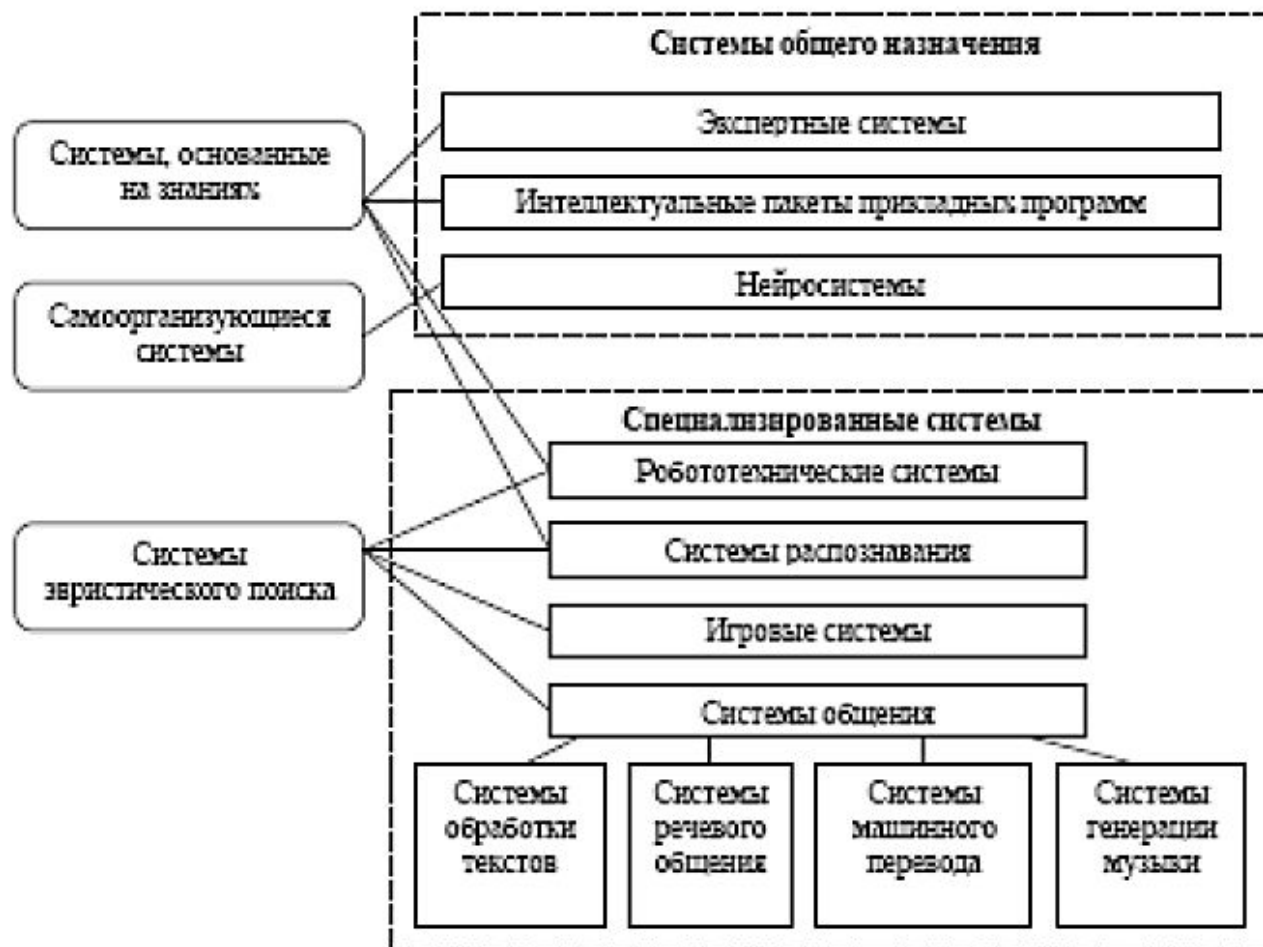 Системы общего назначения
Экспертные системы
Системы, основанные
на знаниях
Интеллектуальные пакеты прикладных программ
Нейросистемы
Самоорганизующиеся
системы
Специализированные системы
Робототехнические системы
Системы
эвристического поиска
Системы распознавания
Игровые системы
Системы общения
Системы
обработки
текстов
Системы
речевого
общения
Системы
машинного
перевода
Системы
генерации
музыки